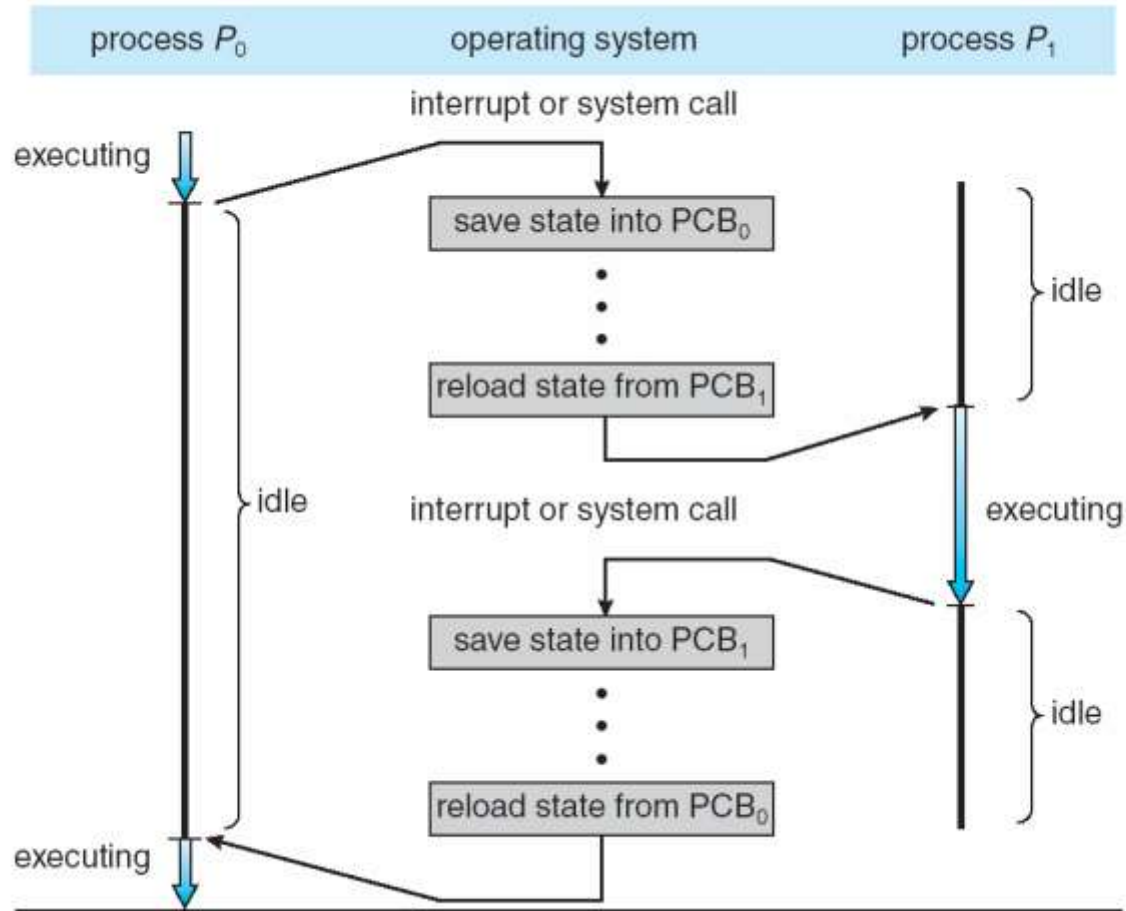 process P₀ operating system process P₁
interrupt or system call
executing
save state into PCB₀
idle
reload state from PCB₁
idle
interrupt or system call
executing
save state into PCB₁
idle
reload state from PCB₀
executing